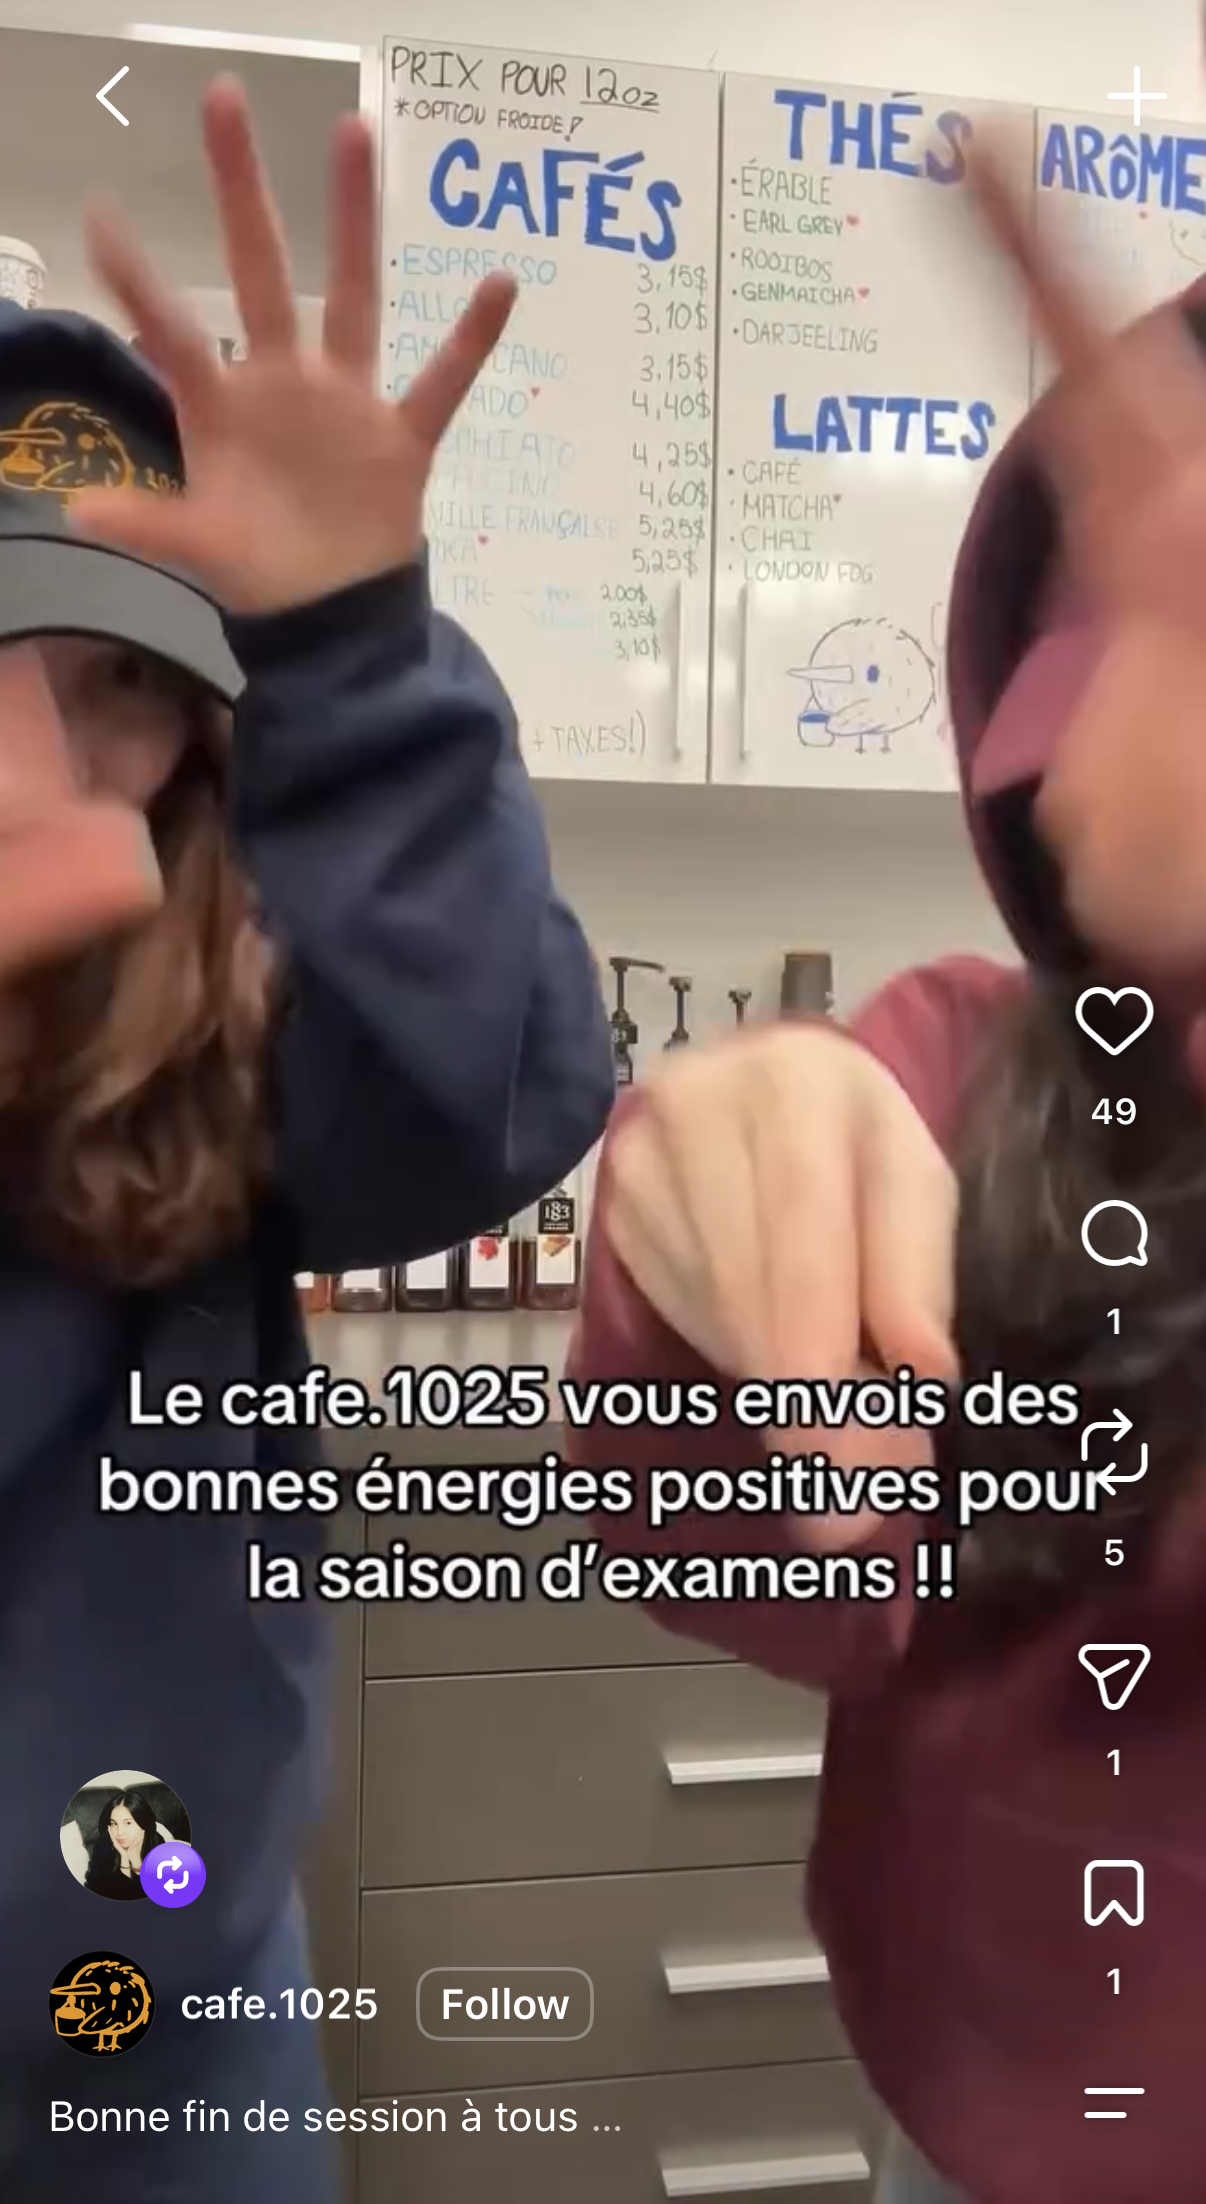 PRIX POUR 12oz
*OPTION FROIDE!
CAFÉS
•ESPRESSO 3,15$
3,10$
3.15$
4,40$
4,25$
4,60$
FRANÇAISE 5,25$
5,25$
2.00$
2,35$
3,10$
+ TAXES!)
THÉS
•ÉRABLE
•EARL GREY♥
•ROOIBOS
•GENMAICHA♥
•DARJEELING
LATTES
•CAFÉ
•MATCHA♥
•CHAI
•LONDON FOG
ARÔME
183
49
1
Le cafe.1025 vous envois des
bonnes énergies positives pour
la saison d’examens !!
5
1
1
cafe.1025 Follow
Bonne fin de session à tous ...